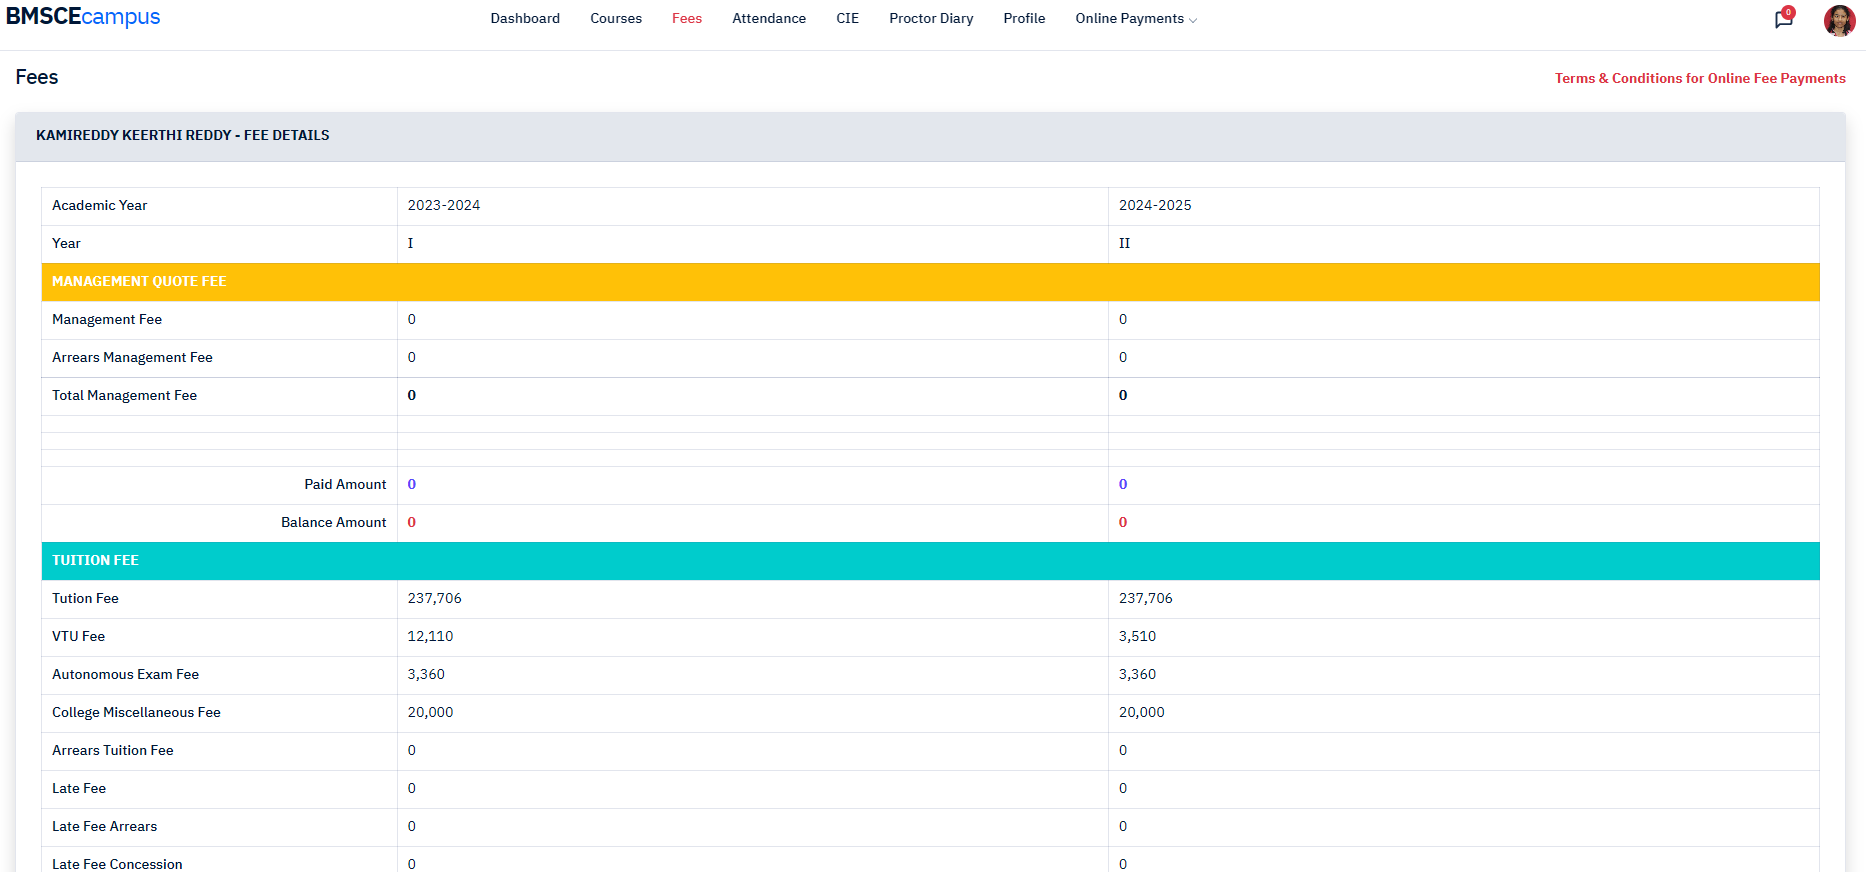 BMSCEcampus Dashboard Courses Fees Attendance CIE Proctor Diary Profile Online Payments 0
Fees Terms & Conditions for Online Fee Payments
KAMIREDDY KEERTHI REDDY - FEE DETAILS
Academic Year 2023-2024 2024-2025
Year I II
MANAGEMENT QUOTE FEE
Management Fee 0 0
Arrears Management Fee 0 0
Total Management Fee 0 0
Paid Amount 0 0
Balance Amount 0 0
TUITION FEE
Tution Fee 237,706 237,706
VTU Fee 12,110 3,510
Autonomous Exam Fee 3,360 3,360
College Miscellaneous Fee 20,000 20,000
Arrears Tuition Fee 0 0
Late Fee 0 0
Late Fee Arrears 0 0
Late Fee Concession 0 0